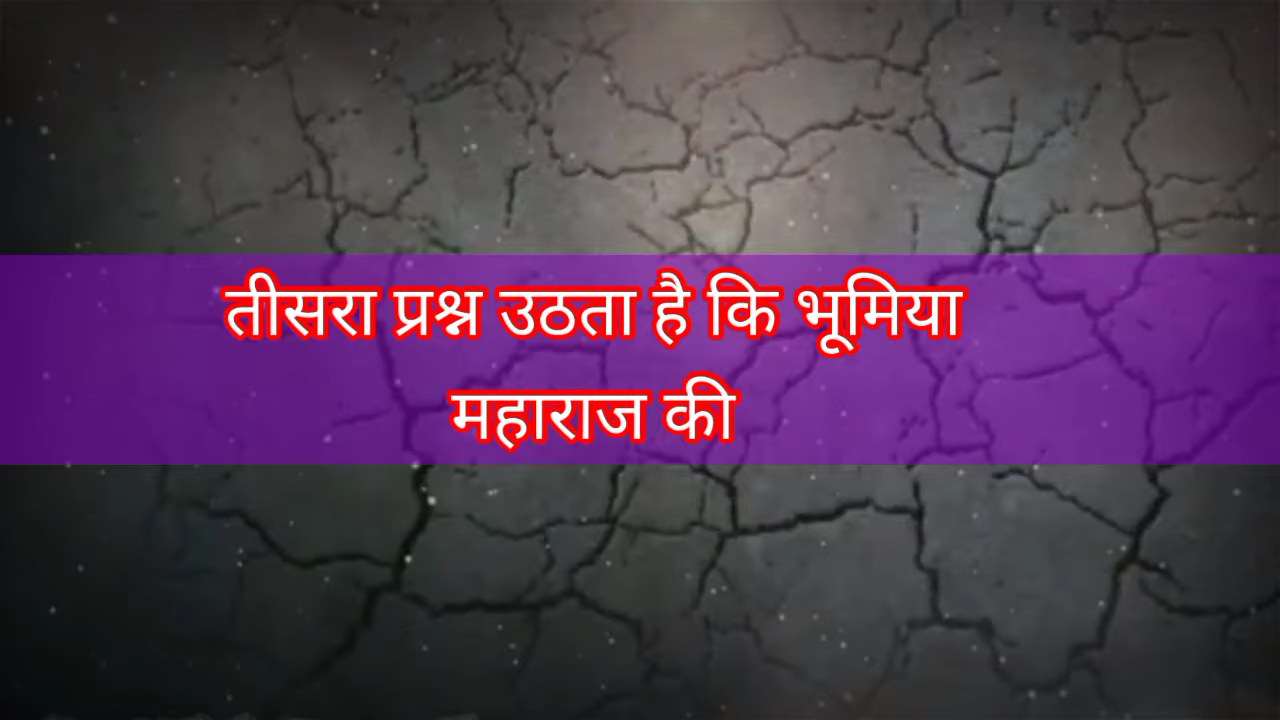 तीसरा प्रश्न उठता है कि भूमिया
महाराज की